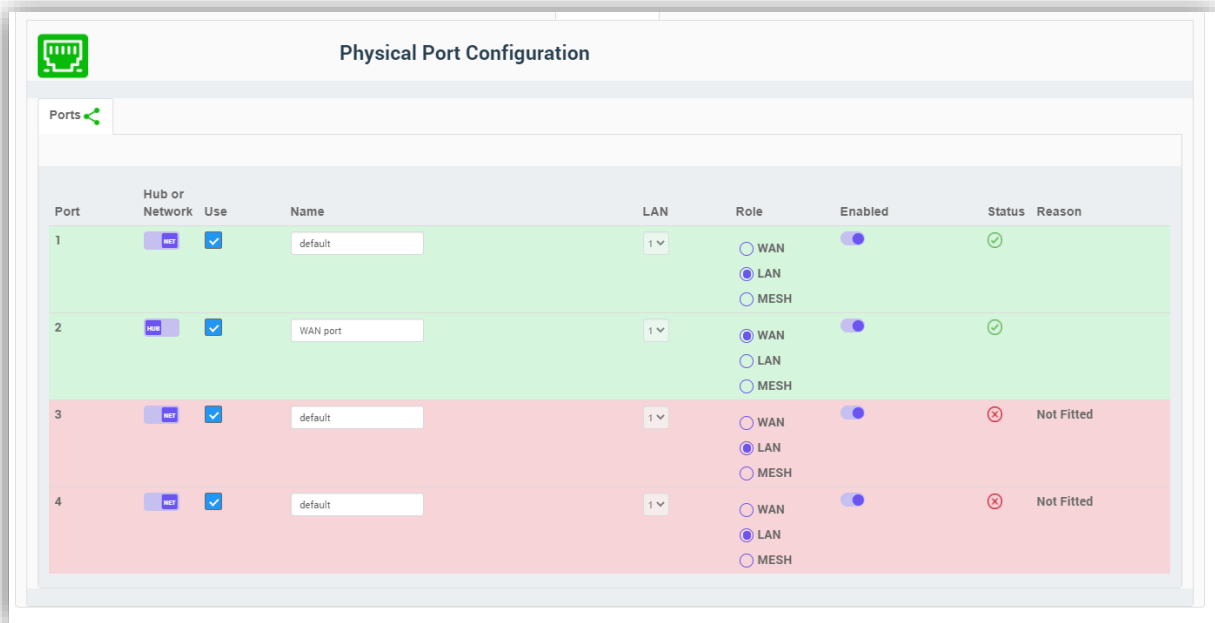 Physical Port Configuration
Ports
Hub or
Port Network Use Name LAN Role Enabled Status Reason
1 NET default 1 WAN
LAN
MESH
2 HUB WAN port 1 WAN
LAN
MESH
3 NET default 1 WAN Not Fitted
LAN
MESH
4 NET default 1 WAN Not Fitted
LAN
MESH